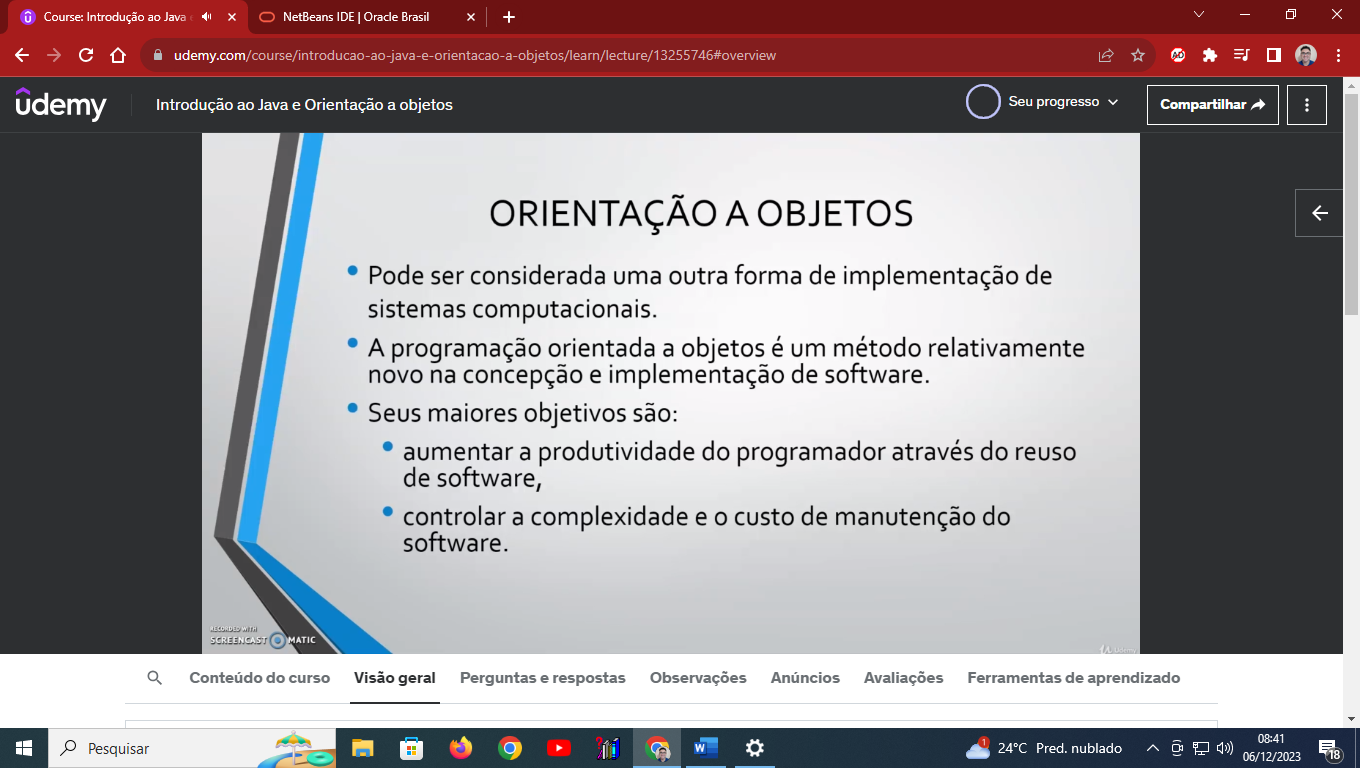 Course: Introdução ao Java e
NetBeans IDE | Oracle Brasil
udemy.com/course/introducao-ao-java-e-orientacao-a-objetos/learn/lecture/13255746#overview
udemy
Introdução ao Java e Orientação a objetos
Seu progresso
Compartilhar
ORIENTAÇÃO A OBJETOS
Pode ser considerada uma outra forma de implementação de
sistemas computacionais.
A programação orientada a objetos é um método relativamente
novo na concepção e implementação de software.
Seus maiores objetivos são:
aumentar a produtividade do programador através do reuso
de software,
controlar a complexidade e o custo de manutenção do
software.
RECORDED WITH
SCREENCAST MATIC
Udemy
Conteúdo do curso
Visão geral
Perguntas e respostas
Observações
Anúncios
Avaliações
Ferramentas de aprendizado
Pesquisar
1
24°C Pred. nublado
08:41
06/12/2023
18